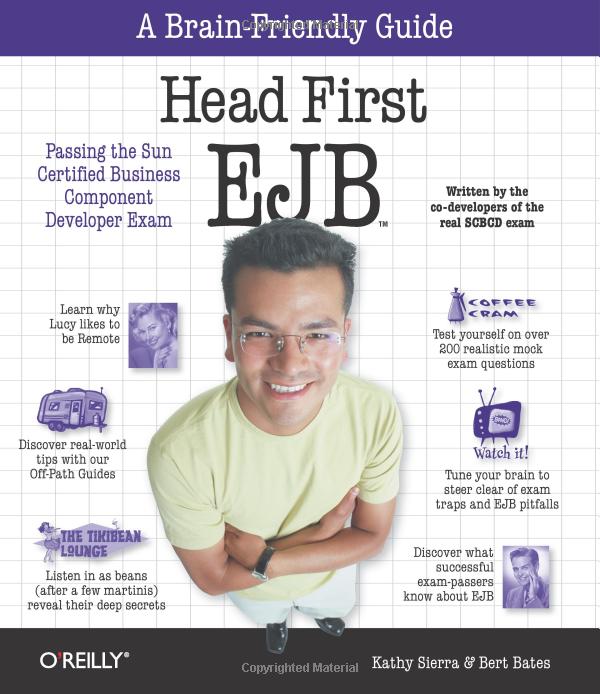 A Brain-Friendly Guide
Copyrighted Material
Head First
EJB™
Passing the Sun
Certified Business
Component
Developer Exam
Written by the
co-developers of the
real SCBCD exam
Learn why
Lucy likes to
be Remote
COFFEE
CRAM
Test yourself on over
200 realistic mock
exam questions
Discover real-world
tips with our
Off-Path Guides
BANG!
Watch it!
Tune your brain to
steer clear of exam
traps and EJB pitfalls
THE TIKIBEAN
LOUNGE
Listen in as beans
(after a few martinis)
reveal their deep secrets
Discover what
successful
exam-passers
know about EJB
O'REILLY®
Copyrighted Material
Kathy Sierra & Bert Bates